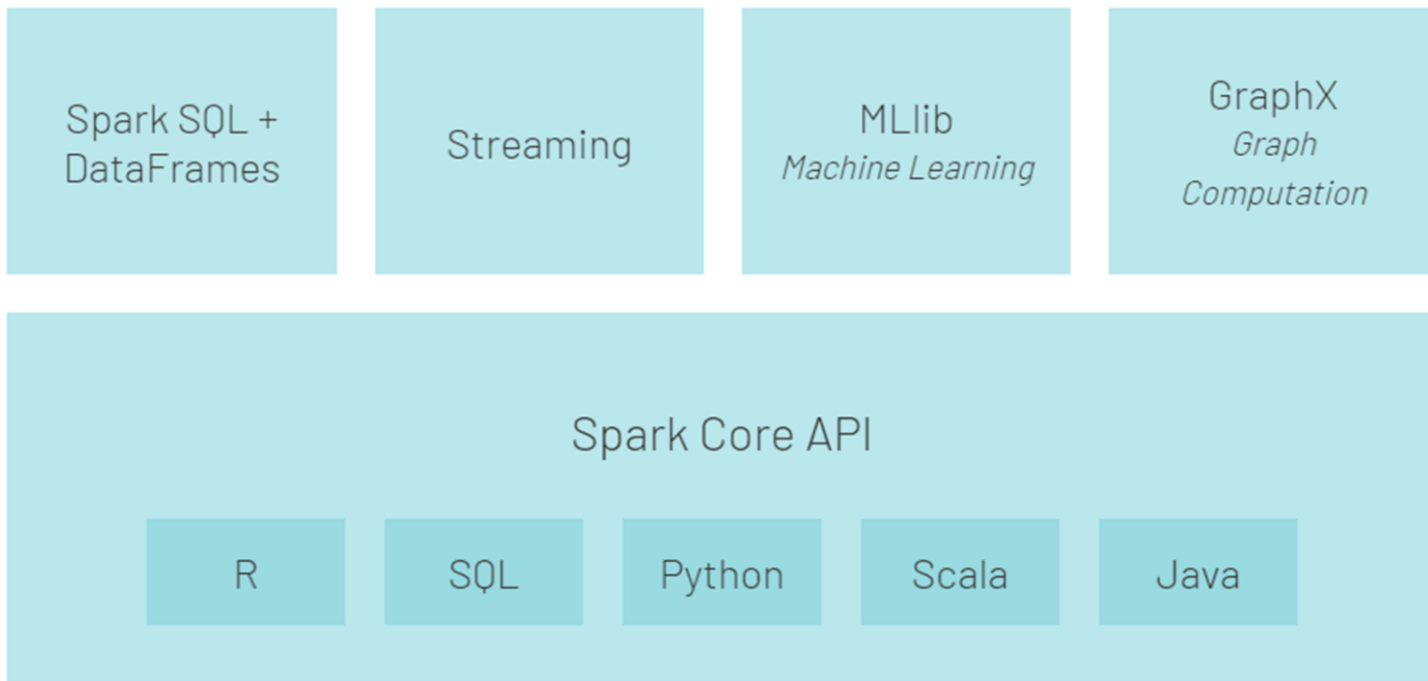 Spark SQL +
DataFrames
Streaming
MLlib
Machine Learning
GraphX
Graph
Computation
Spark Core API
R
SQL
Python
Scala
Java